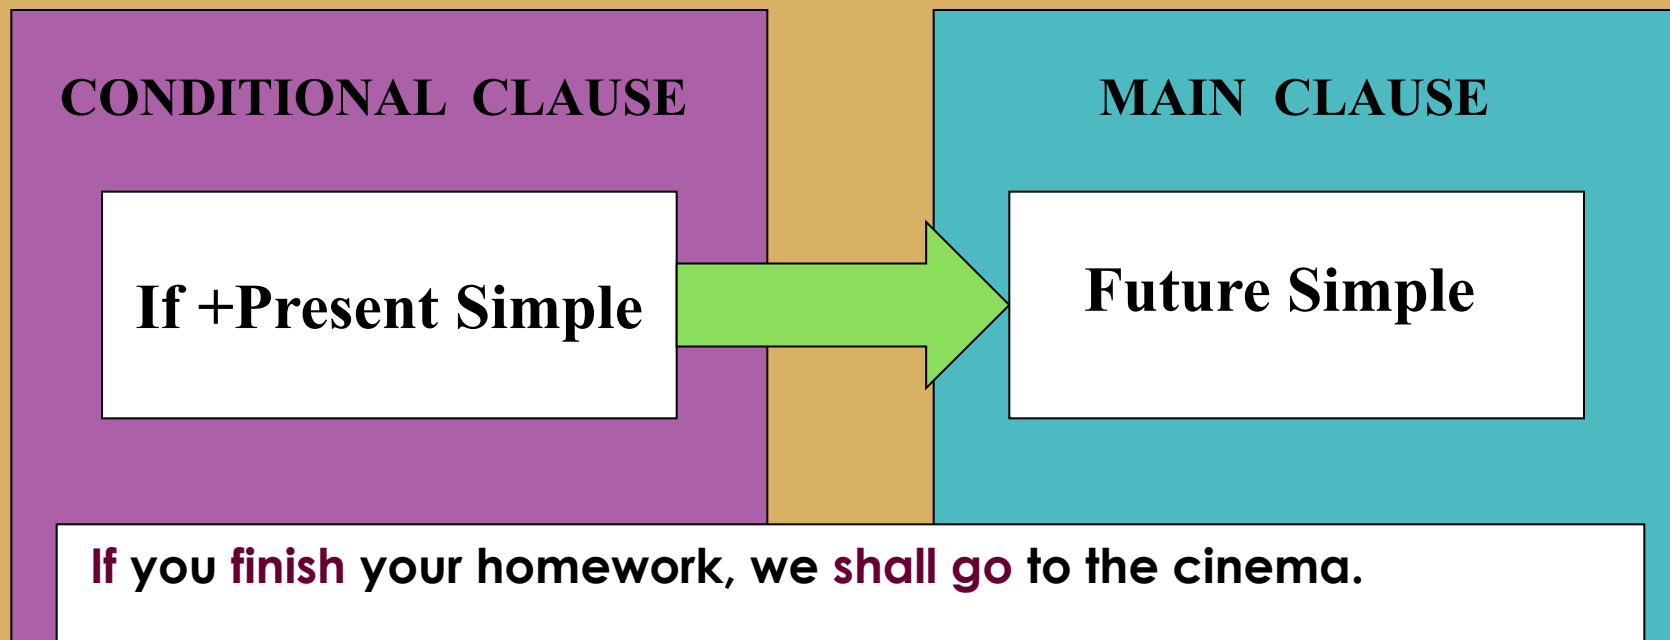 CONDITIONAL CLAUSE
MAIN CLAUSE
If +Present Simple
Future Simple
If you finish your homework, we shall go to the cinema.